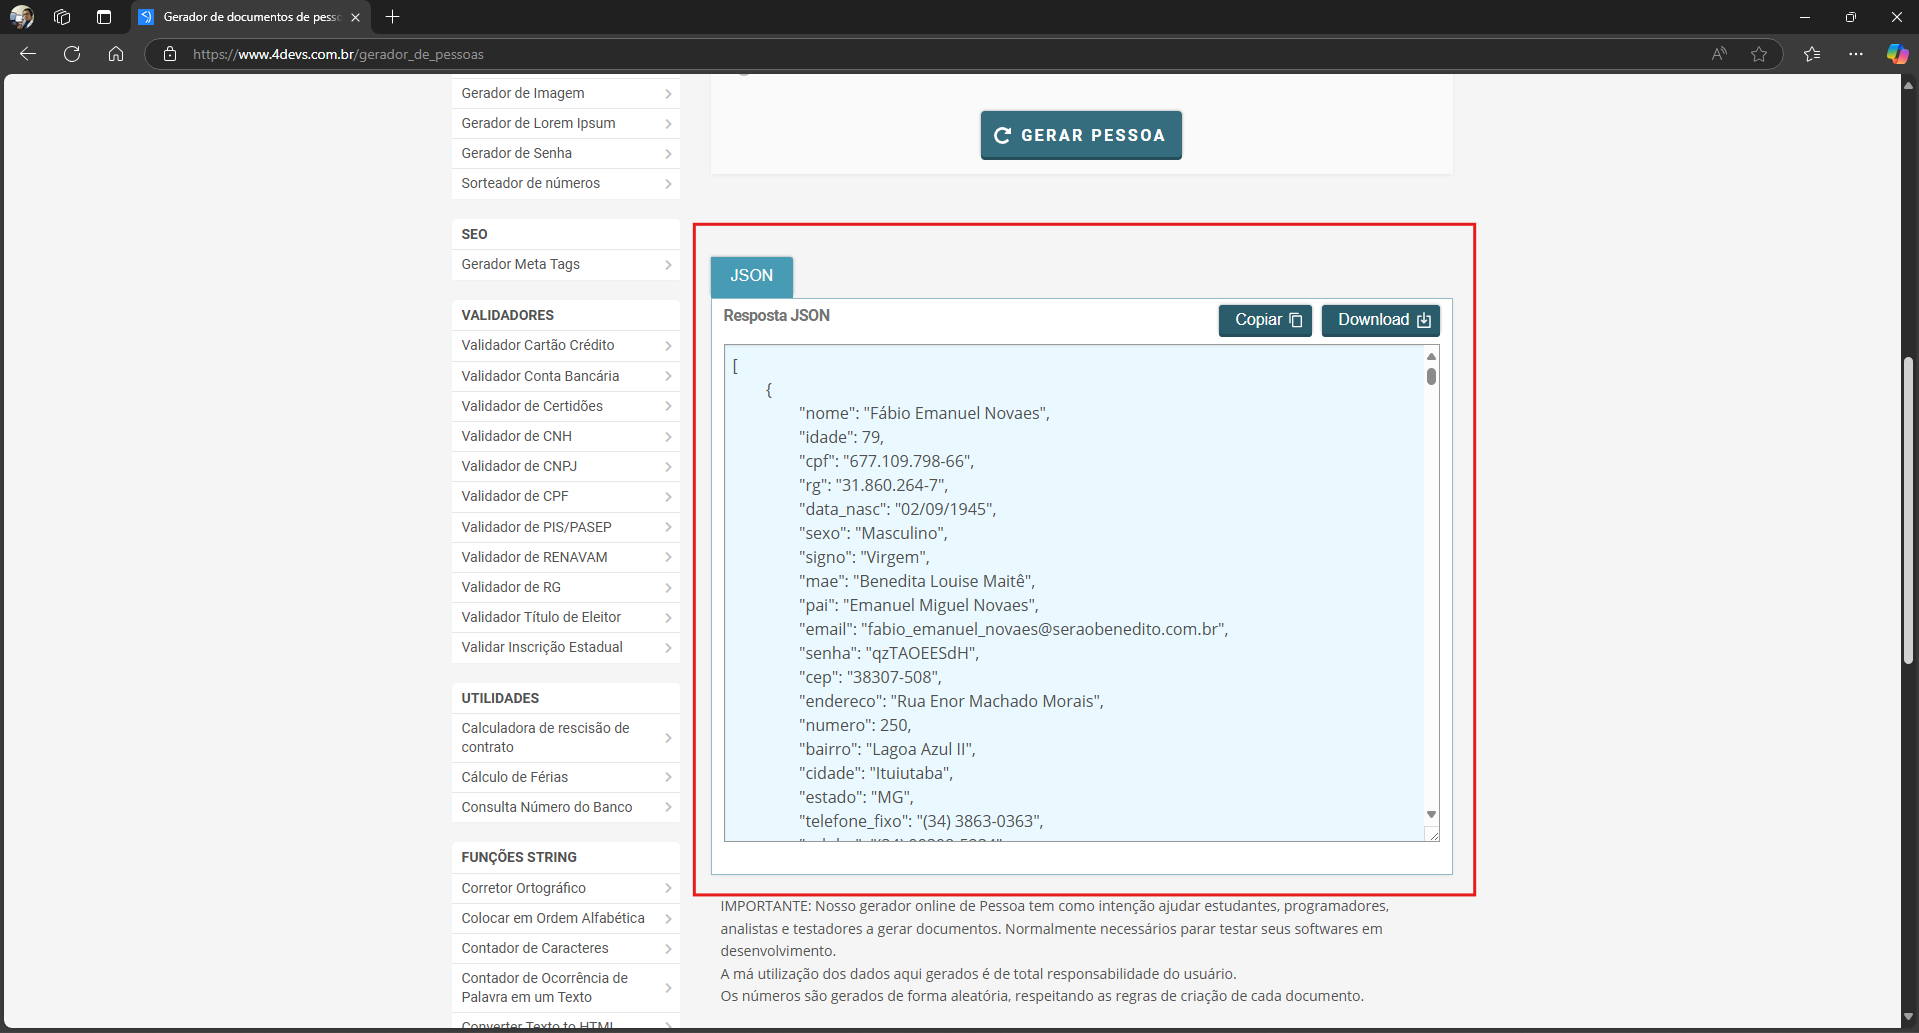 Gerador de documentos de pess
https://www.4devs.com.br/gerador_de_pessoas
Gerador de Imagem
Gerador de Lorem Ipsum
Gerador de Senha
Sorteador de números
SEO
Gerador Meta Tags
VALIDADORES
Validador Cartão Crédito
Validador Conta Bancária
Validador de Certidões
Validador de CNH
Validador de CNPJ
Validador de CPF
Validador de PIS/PASEP
Validador de RENAVAM
Validador de RG
Validador Título de Eleitor
Validar Inscrição Estadual
UTILIDADES
Calculadora de rescisão de
contrato
Cálculo de Férias
Consulta Número do Banco
FUNÇÕES STRING
Corretor Ortográfico
Colocar em Ordem Alfabética
Contador de Caracteres
Contador de Ocorrência de
Palavra em um Texto
Converter Texto to HTML
GERAR PESSOA
JSON
Resposta JSON
Copiar
Download
[
{
"nome": "Fábio Emanuel Novaes",
"idade": 79,
"cpf": "677.109.798-66",
"rg": "31.860.264-7",
"data_nasc": "02/09/1945",
"sexo": "Masculino",
"signo": "Virgem",
"mae": "Benedita Louise Maitê",
"pai": "Emanuel Miguel Novaes",
"email": "fabio_emanuel_novaes@seraobenedito.com.br",
"senha": "qzTAOEESdH",
"cep": "38307-508",
"endereco": "Rua Enor Machado Morais",
"numero": 250,
"bairro": "Lagoa Azul II",
"cidade": "Ituiutaba",
"estado": "MG",
"telefone_fixo": "(34) 3863-0363",
IMPORTANTE: Nosso gerador online de Pessoa tem como intenção ajudar estudantes, programadores,
analistas e testadores a gerar documentos. Normalmente necessários parar testar seus softwares em
desenvolvimento.
A má utilização dos dados aqui gerados é de total responsabilidade do usuário.
Os números são gerados de forma aleatória, respeitando as regras de criação de cada documento.